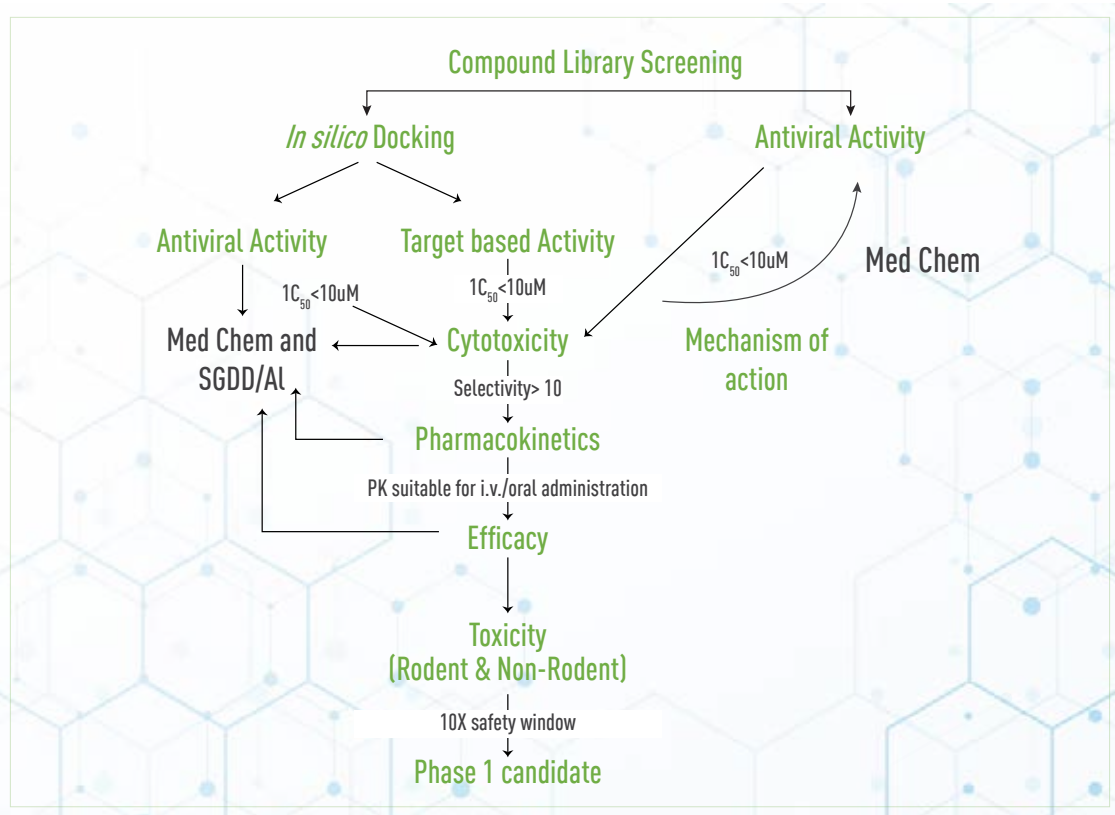 Compound Library Screening
In silico Docking
Antiviral Activity
Antiviral Activity
Target based Activity
1C₅₀<10uM
Med Chem
1C₅₀<10uM
1C₅₀<10uM
Med Chem and
SGDD/Al
Cytotoxicity
Mechanism of
action
Selectivity> 10
Pharmacokinetics
PK suitable for i.v./oral administration
Efficacy
Toxicity
(Rodent & Non-Rodent)
10X safety window
Phase 1 candidate